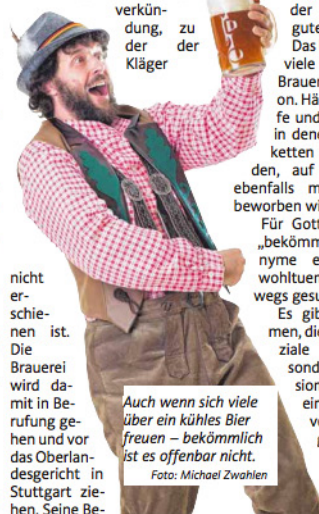 verkün-
dung, zu
der der
Kläger
nicht
er-
schie-
nen ist.
Die
Brauerei
wird da-
mit in Be-
rufung ge-
hen und vor
das Oberlan-
desgericht in
Stuttgart zie-
hen. Seine Be-
Auch wenn sich viele
über ein kühles Bier
freuen – bekömmlich
ist es offenbar nicht.
Foto: Michael Zwahlen
der
gute
Das
viele
Brauer
on. Hä
fe und
in dene
ketten
den, auf
ebenfalls m
beworben wi
Für Gott
„bekömm
nyme e
wohltuen
wegs gesu
Es gib
men, die
ziale
sond
sion
ein
ve